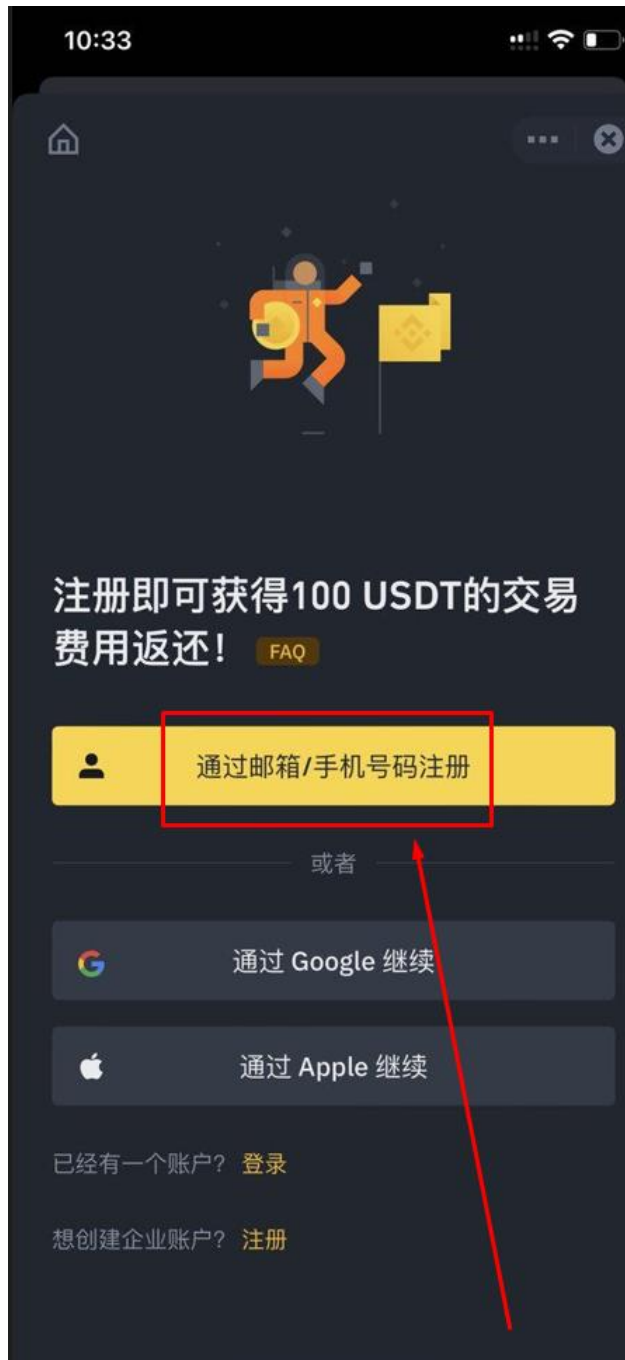 10:33
注册即可获得100 USDT的交易
费用返还！ FAQ
通过邮箱/手机号码注册
或者
通过 Google 继续
通过 Apple 继续
已经有一个账户? 登录
想创建企业账户? 注册